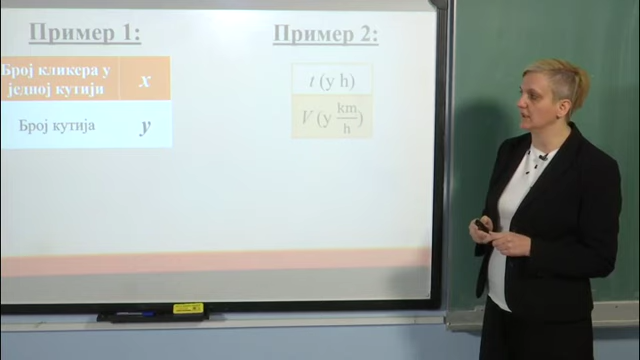 Пример 1:
Број кликера у
једној кутији
x
Број кутија
y
Пример 2:
t (у h)
V (у km/h)